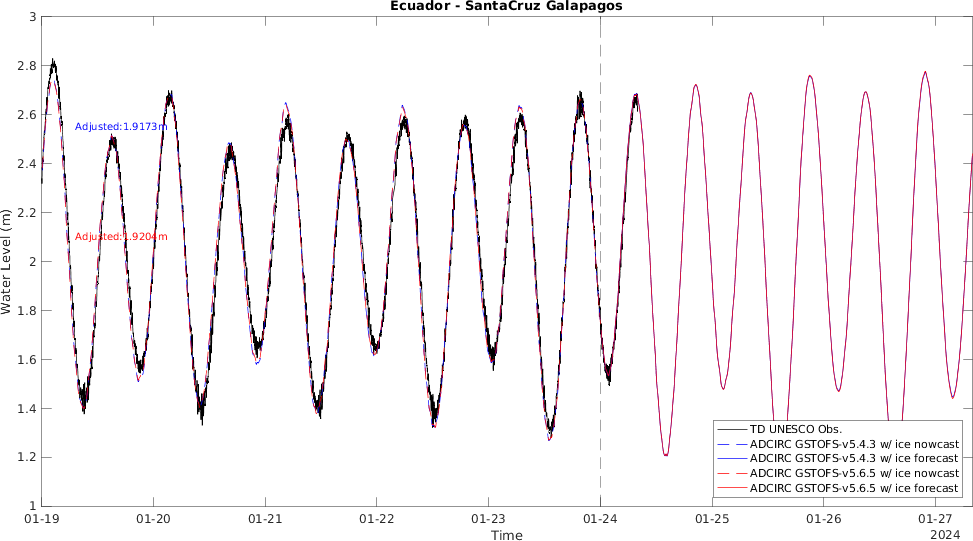 Ecuador - SantaCruz Galapagos
3
2.8
2.6
2.4
2.2
2
1.8
1.6
1.4
1.2
1
Water Level (m)
Adjusted:1.9173m
Adjusted:1.9204m
TD UNESCO Obs.
ADCIRC GSTOFS-v5.4.3 w/ ice nowcast
ADCIRC GSTOFS-v5.4.3 w/ ice forecast
ADCIRC GSTOFS-v5.6.5 w/ ice nowcast
ADCIRC GSTOFS-v5.6.5 w/ ice forecast
01-19 01-20 01-21 01-22 01-23 01-24 01-25 01-26 01-27
Time 2024